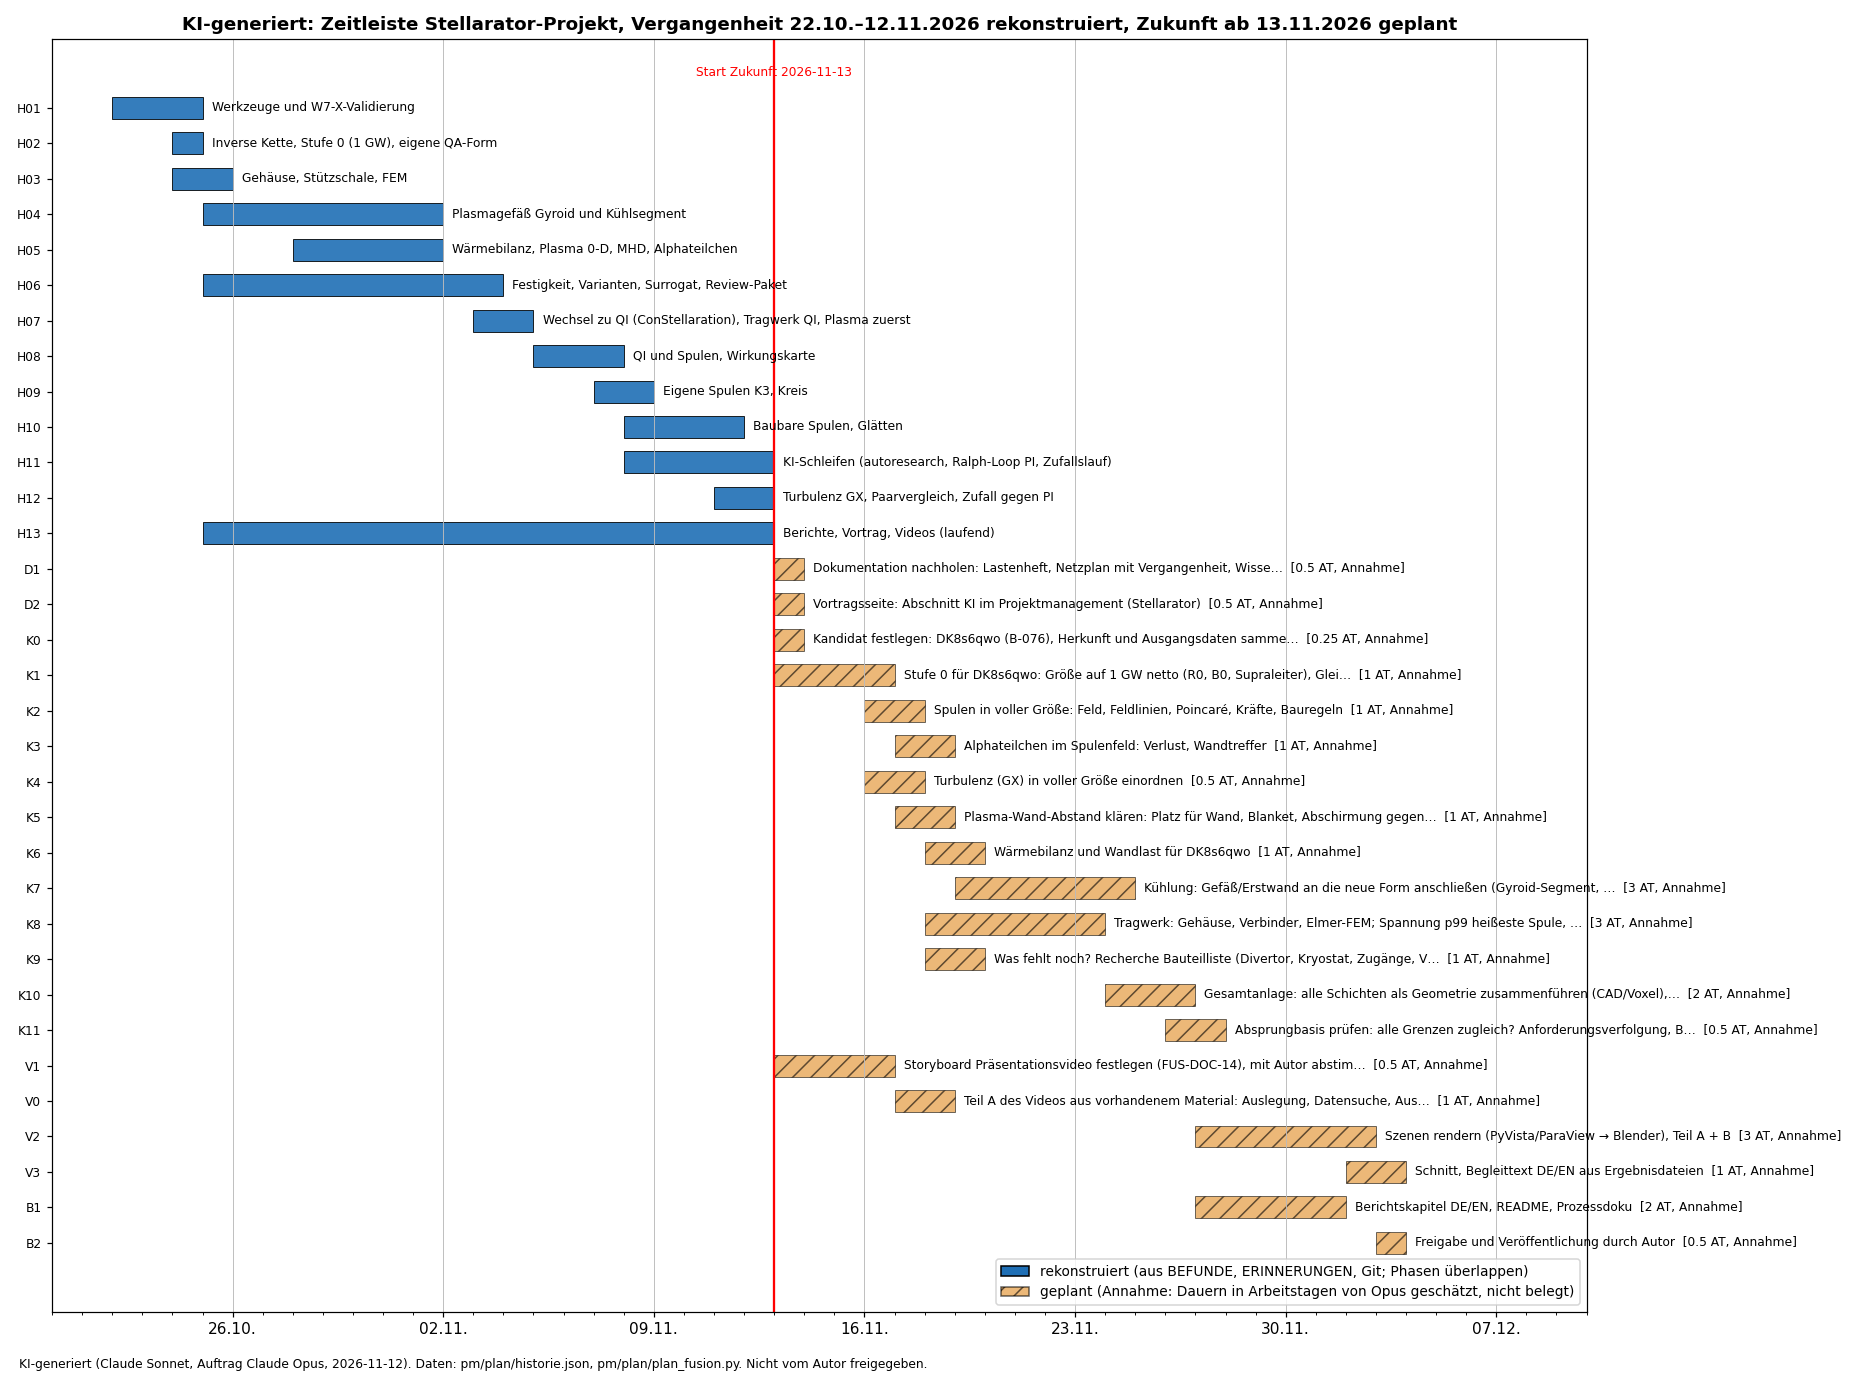 KI-generiert: Zeitleiste Stellarator-Projekt, Vergangenheit 22.10.–12.11.2026 rekonstruiert, Zukunft ab 13.11.2026 geplant
Start Zukunft 2026-11-13
H01 Werkzeuge und W7-X-Validierung
H02 Inverse Kette, Stufe 0 (1 GW), eigene QA-Form
H03 Gehäuse, Stützschale, FEM
H04 Plasmagefäß Gyroid und Kühlsegment
H05 Wärmebilanz, Plasma 0-D, MHD, Alphateilchen
H06 Festigkeit, Varianten, Surrogat, Review-Paket
H07 Wechsel zu QI (ConStellaration), Tragwerk QI, Plasma zuerst
H08 QI und Spulen, Wirkungskarte
H09 Eigene Spulen K3, Kreis
H10 Baubare Spulen, Glätten
H11 KI-Schleifen (autoresearch, Ralph-Loop PI, Zufallslauf)
H12 Turbulenz GX, Paarvergleich, Zufall gegen PI
H13 Berichte, Vortrag, Videos (laufend)
D1 Dokumentation nachholen: Lastenheft, Netzplan mit Vergangenheit, Wisse… [0.5 AT, Annahme]
D2 Vortragsseite: Abschnitt KI im Projektmanagement (Stellarator) [0.5 AT, Annahme]
K0 Kandidat festlegen: DK8s6qwo (B-076), Herkunft und Ausgangsdaten samme… [0.25 AT, Annahme]
K1 Stufe 0 für DK8s6qwo: Größe auf 1 GW netto (R0, B0, Supraleiter), Glei… [1 AT, Annahme]
K2 Spulen in voller Größe: Feld, Feldlinien, Poincaré, Kräfte, Bauregeln [1 AT, Annahme]
K3 Alphateilchen im Spulenfeld: Verlust, Wandtreffer [1 AT, Annahme]
K4 Turbulenz (GX) in voller Größe einordnen [0.5 AT, Annahme]
K5 Plasma-Wand-Abstand klären: Platz für Wand, Blanket, Abschirmung gegen… [1 AT, Annahme]
K6 Wärmebilanz und Wandlast für DK8s6qwo [1 AT, Annahme]
K7 Kühlung: Gefäß/Erstwand an die neue Form anschließen (Gyroid-Segment, … [3 AT, Annahme]
K8 Tragwerk: Gehäuse, Verbinder, Elmer-FEM; Spannung p99 heißeste Spule, … [3 AT, Annahme]
K9 Was fehlt noch? Recherche Bauteilliste (Divertor, Kryostat, Zugänge, V… [1 AT, Annahme]
K10 Gesamtanlage: alle Schichten als Geometrie zusammenführen (CAD/Voxel),… [2 AT, Annahme]
K11 Absprungbasis prüfen: alle Grenzen zugleich? Anforderungsverfolgung, B… [0.5 AT, Annahme]
V1 Storyboard Präsentationsvideo festlegen (FUS-DOC-14), mit Autor abstim… [0.5 AT, Annahme]
V0 Teil A des Videos aus vorhandenem Material: Auslegung, Datensuche, Aus… [1 AT, Annahme]
V2 Szenen rendern (PyVista/ParaView → Blender), Teil A + B [3 AT, Annahme]
V3 Schnitt, Begleittext DE/EN aus Ergebnisdateien [1 AT, Annahme]
B1 Berichtskapitel DE/EN, README, Prozessdoku [2 AT, Annahme]
B2 Freigabe und Veröffentlichung durch Autor [0.5 AT, Annahme]
rekonstruiert (aus BEFUNDE, ERINNERUNGEN, Git; Phasen überlappen)
geplant (Annahme: Dauern in Arbeitstagen von Opus geschätzt, nicht belegt)
26.10. 02.11. 09.11. 16.11. 23.11. 30.11. 07.12.
KI-generiert (Claude Sonnet, Auftrag Claude Opus, 2026-11-12). Daten: pm/plan/historie.json, pm/plan/plan_fusion.py. Nicht vom Autor freigegeben.